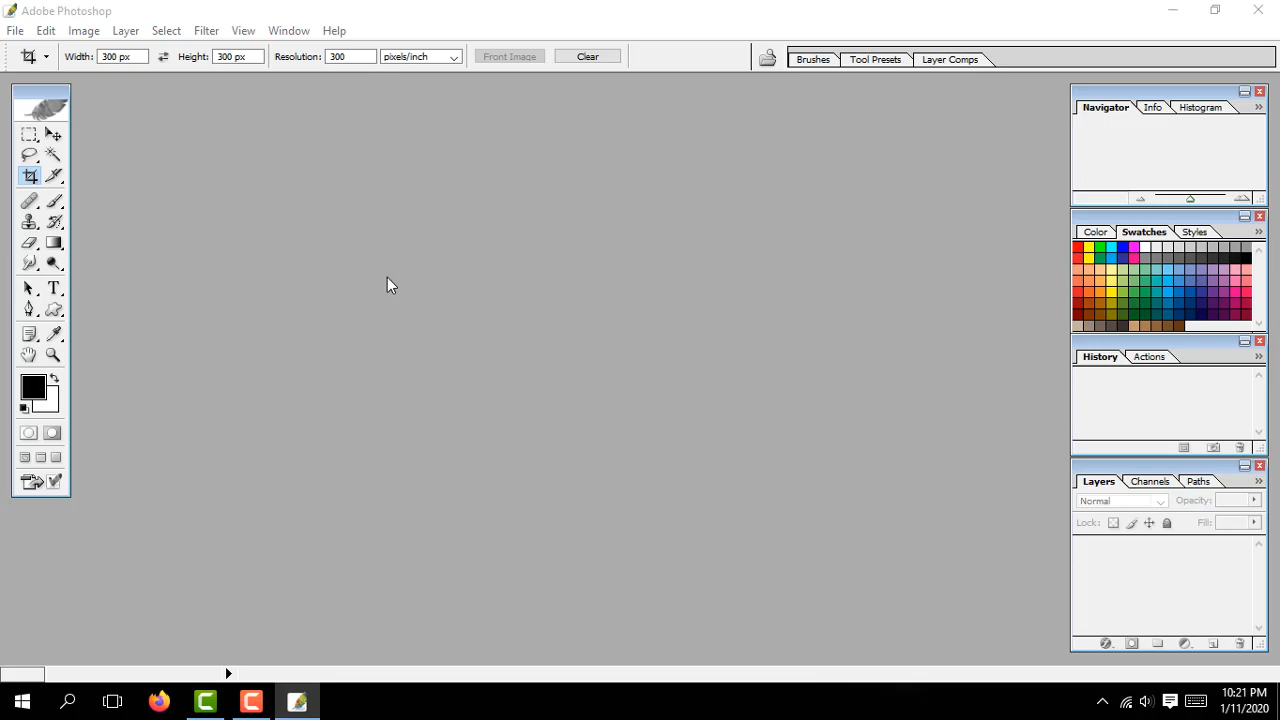 Adobe Photoshop
File Edit Image Layer Select Filter View Window Help
Width: 300 px Height: 300 px Resolution: 300 pixels/inch Front Image Clear Brushes Tool Presets Layer Comps
Navigator Info Histogram
Color Swatches Styles
T
History Actions
Layers Channels Paths
Normal Opacity:
Lock: Fill:
10:21 PM
1/11/2020